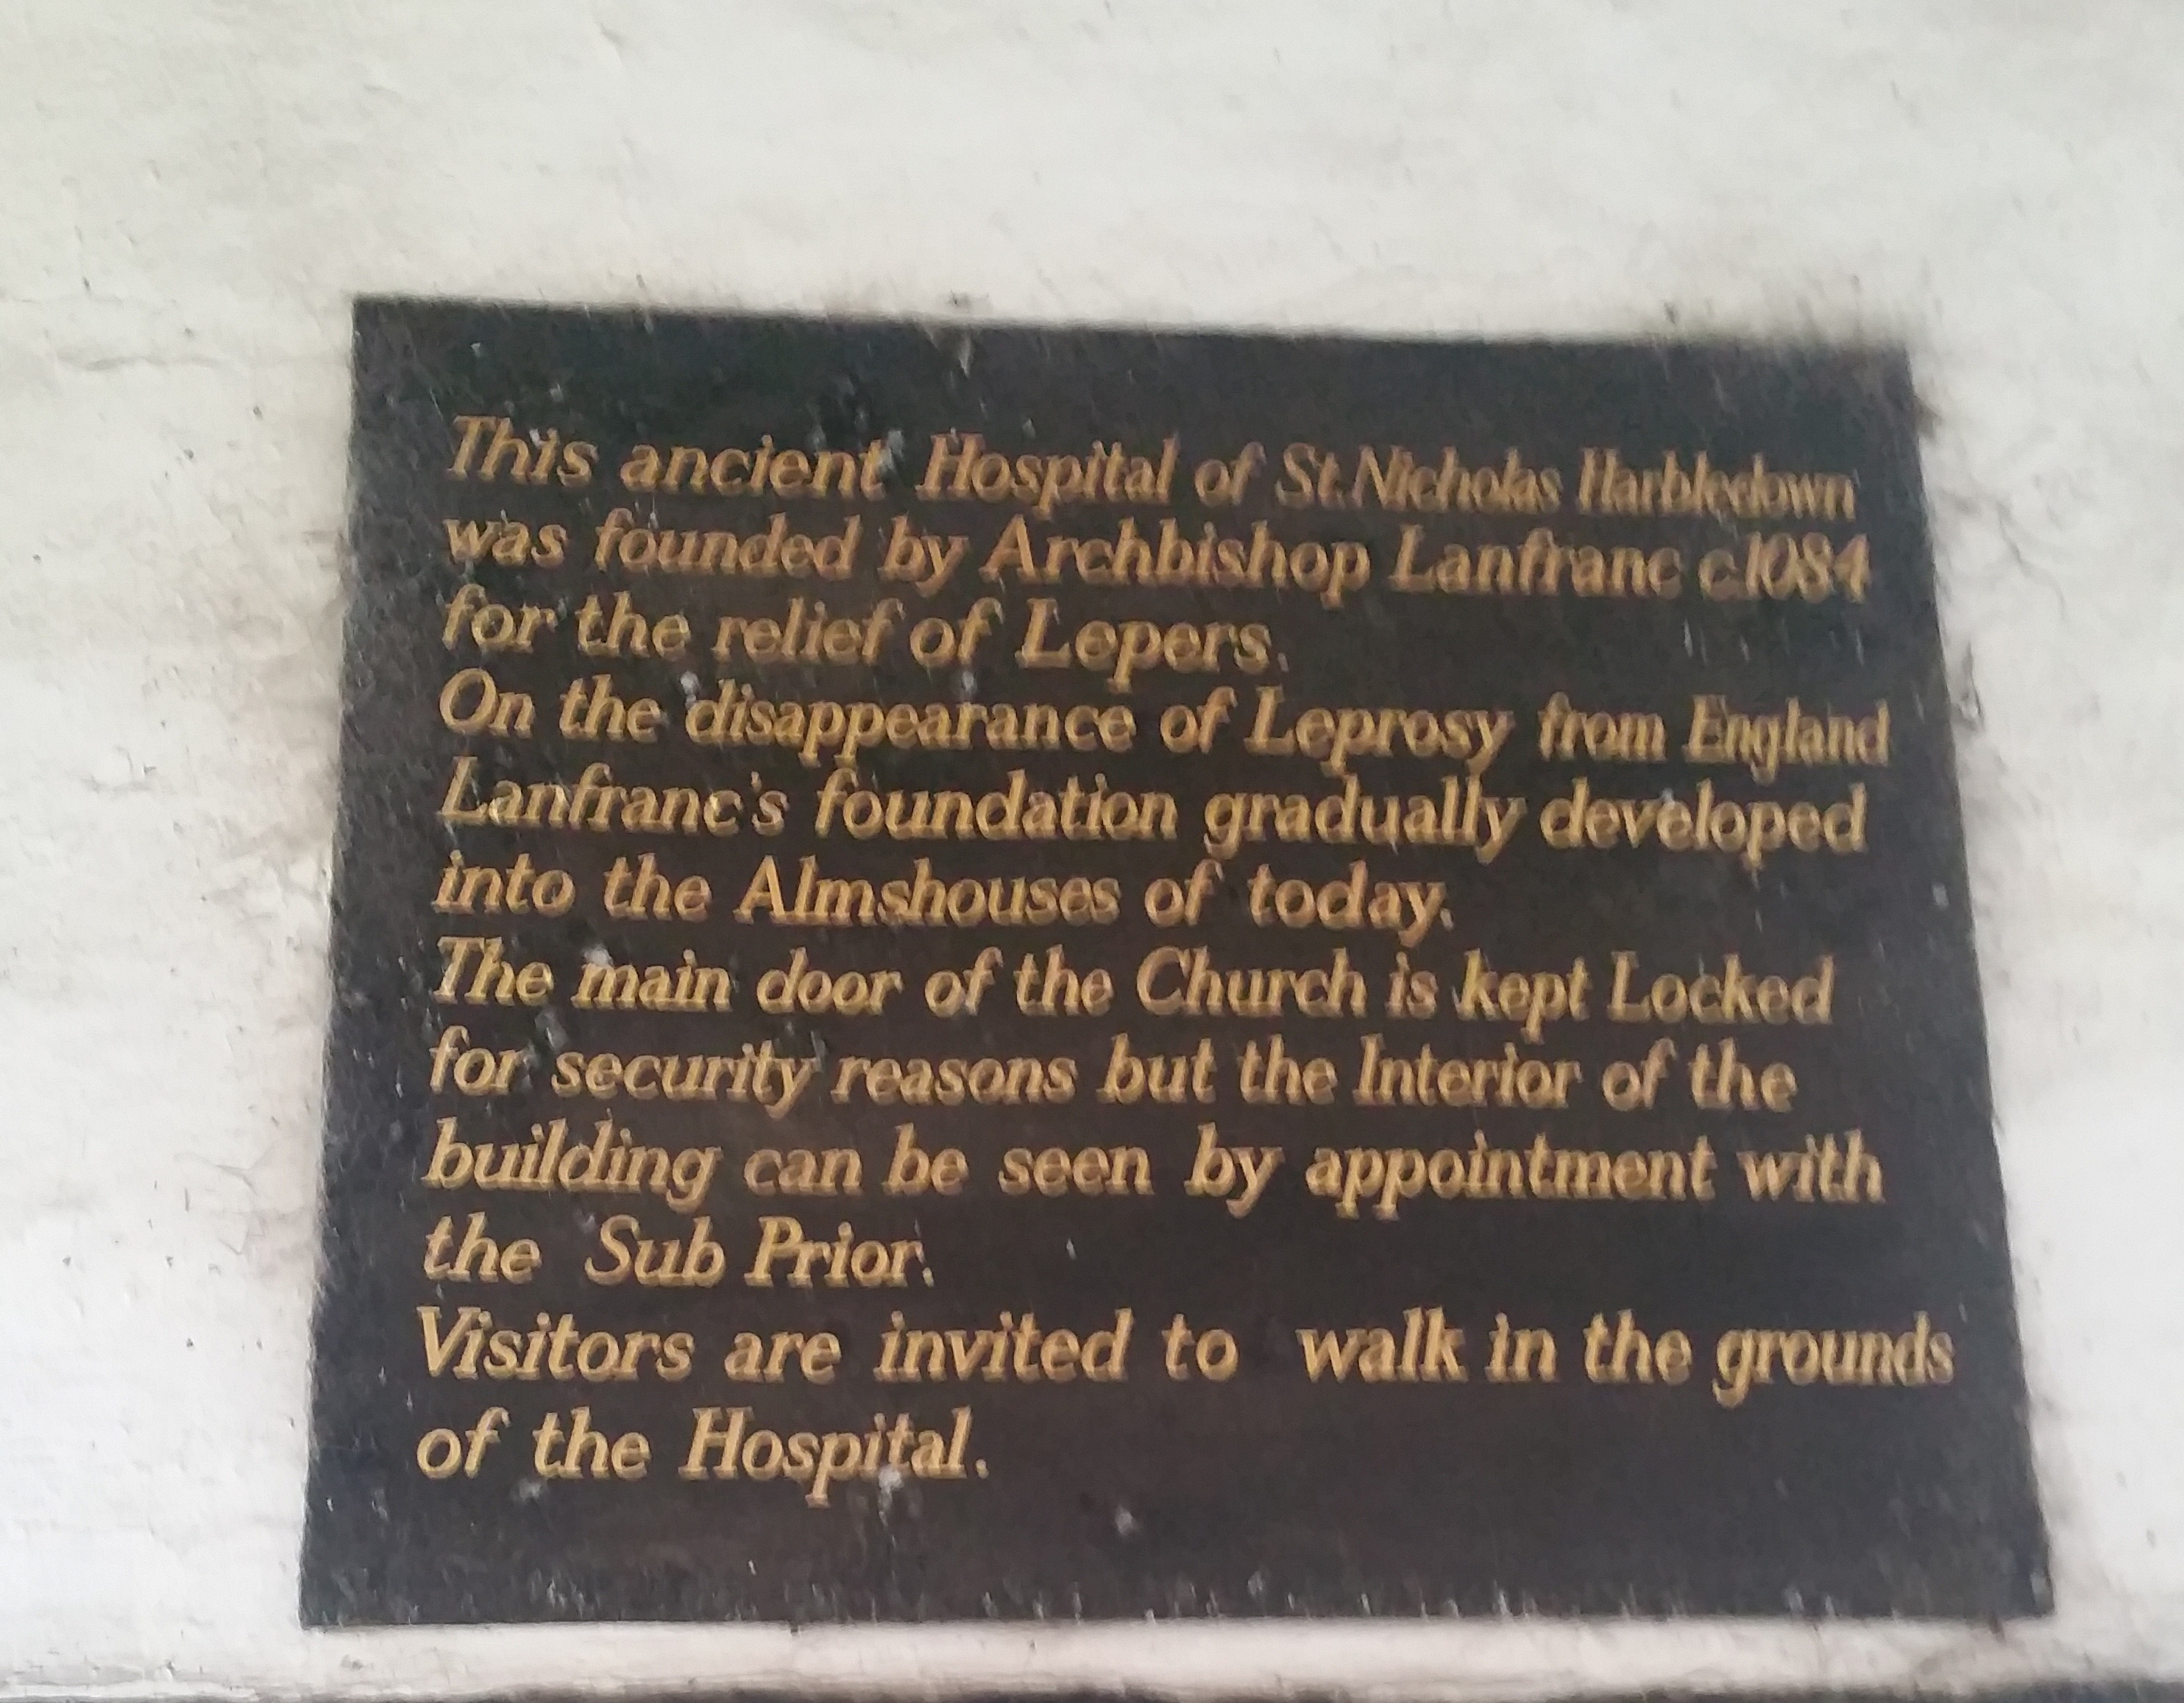 This ancient Hospital of St. Nicholas Harbledown
was founded by Archbishop Lanfranc c.1084
for the relief of Lepers.
On the disappearance of Leprosy from England
Lanfranc's foundation gradually developed
into the Almshouses of today.
The main door of the Church is kept Locked
for security reasons but the Interior of the
building can be seen by appointment with
the Sub Prior.
Visitors are invited to walk in the grounds
of the Hospital.